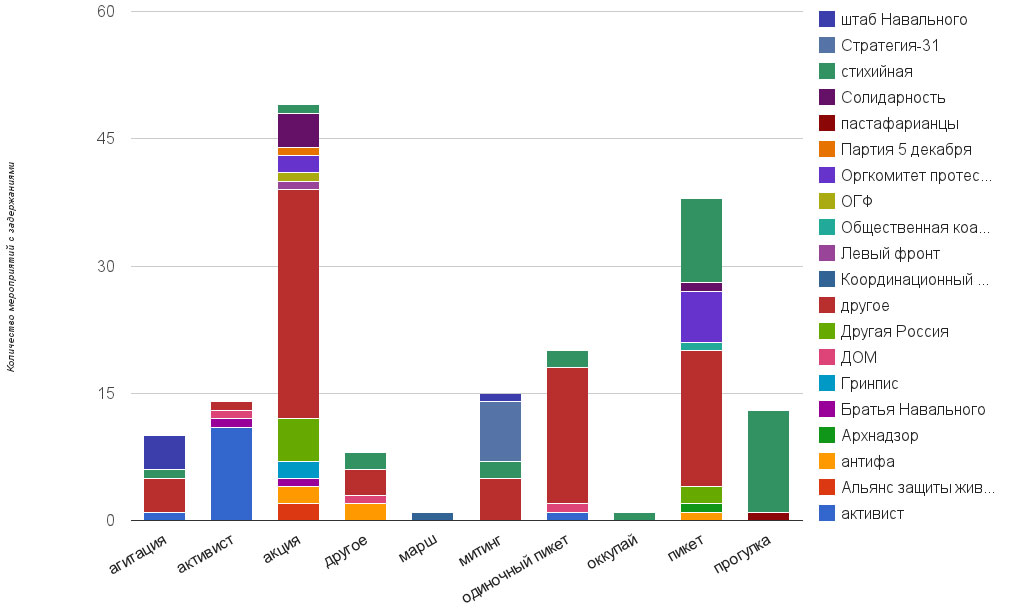 Количество мероприятий с задержаниями
60
45
30
15
0
агитация
активист
акция
другое
марш
митинг
одиночный пикет
оккупай
пикет
прогулка
штаб Навального
Стратегия-31
стихийная
Солидарность
пастафарианцы
Партия 5 декабря
Оргкомитет протес...
ОГФ
Общественная коа...
Левый фронт
Координационный ...
другое
Другая Россия
ДОМ
Гринпис
Братья Навального
Архнадзор
антифа
Альянс защиты жив...
активист